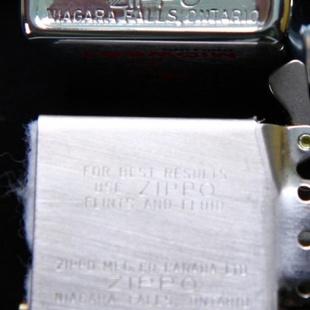 ZIPPO
NIAGARA FALLS, ONTARIO
FOR BEST RESULTS
USE ZIPPO
FLINTS AND FLUID
ZIPPO MFG. CO. CANADA LTD.
ZIPPO
NIAGARA FALLS, ONTARIO